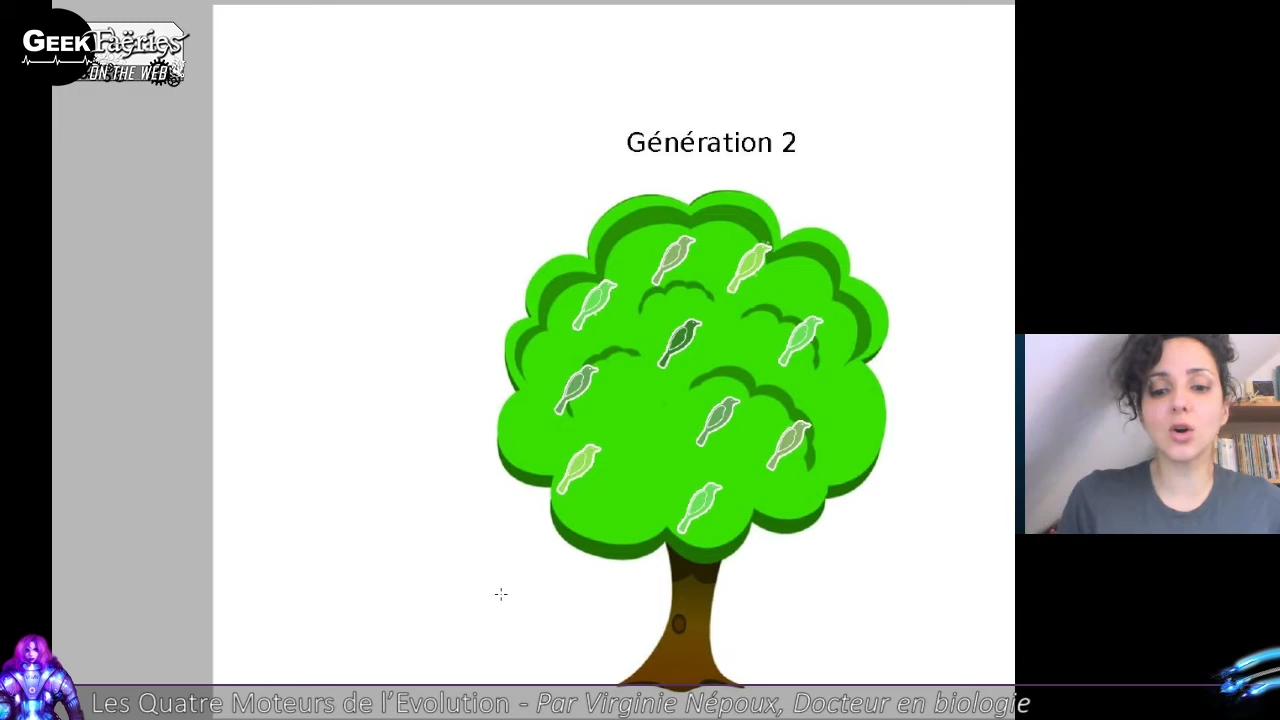 GEEK Faëries
ON THE WEB
Génération 2
Les Quatre Moteurs de l’Evolution - Par Virginie Népoux, Docteur en biologie